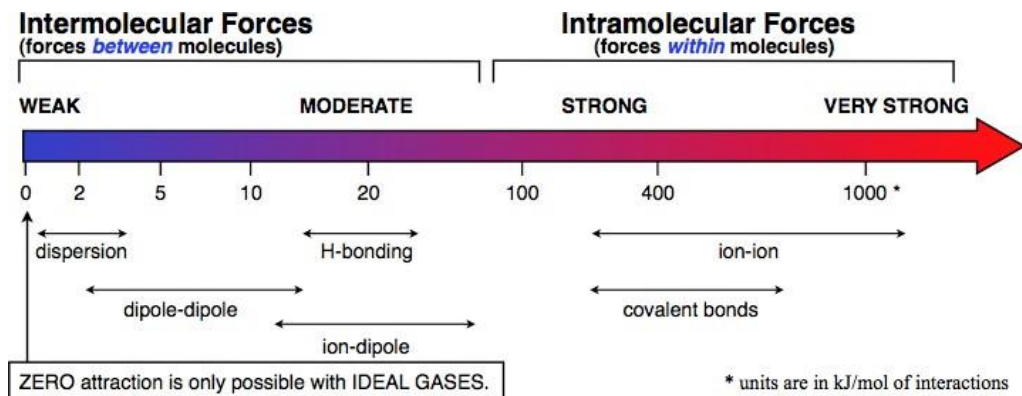 Intermolecular Forces
(forces between molecules)
Intramolecular Forces
(forces within molecules)
WEAK MODERATE STRONG VERY STRONG
0 2 5 10 20 100 400 1000 *
dispersion H-bonding ion-ion
dipole-dipole covalent bonds
ion-dipole
ZERO attraction is only possible with IDEAL GASES.
* units are in kJ/mol of interactions